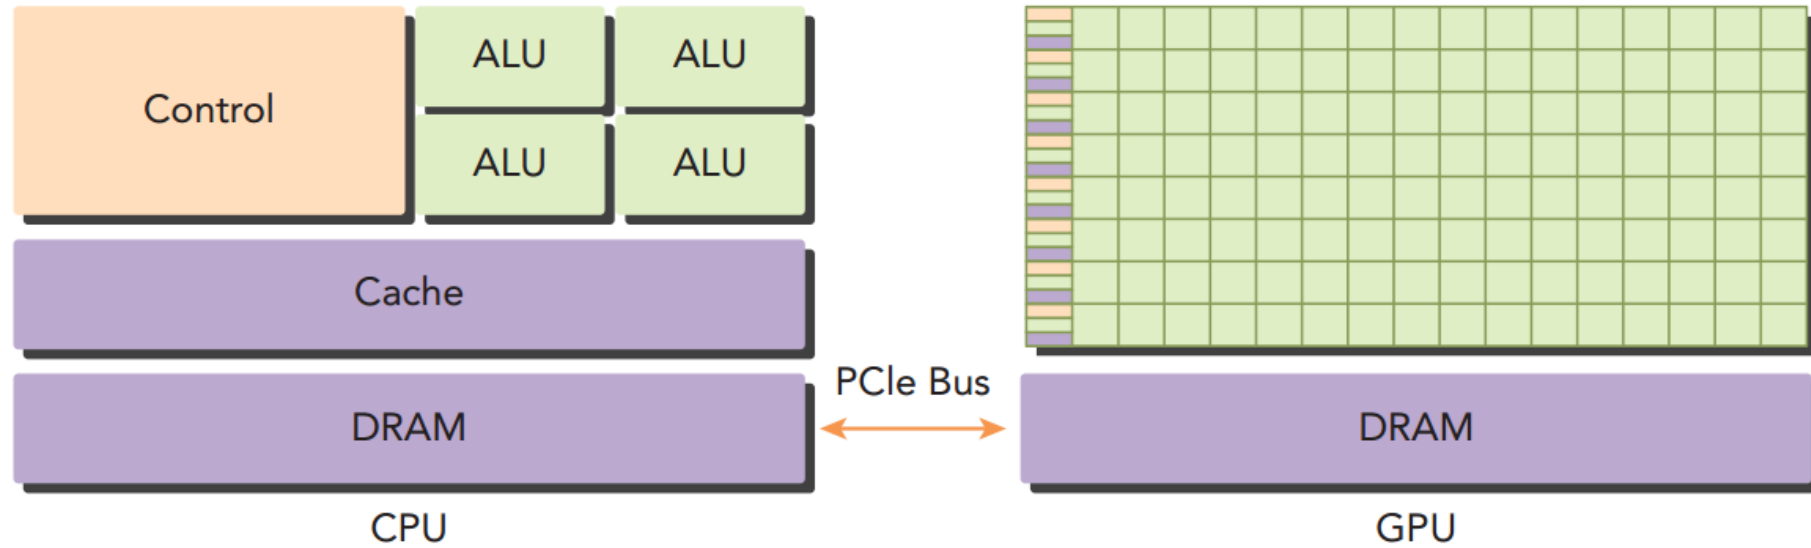 Control
ALU
ALU
ALU
ALU
Cache
DRAM
CPU
PCIe Bus
DRAM
GPU